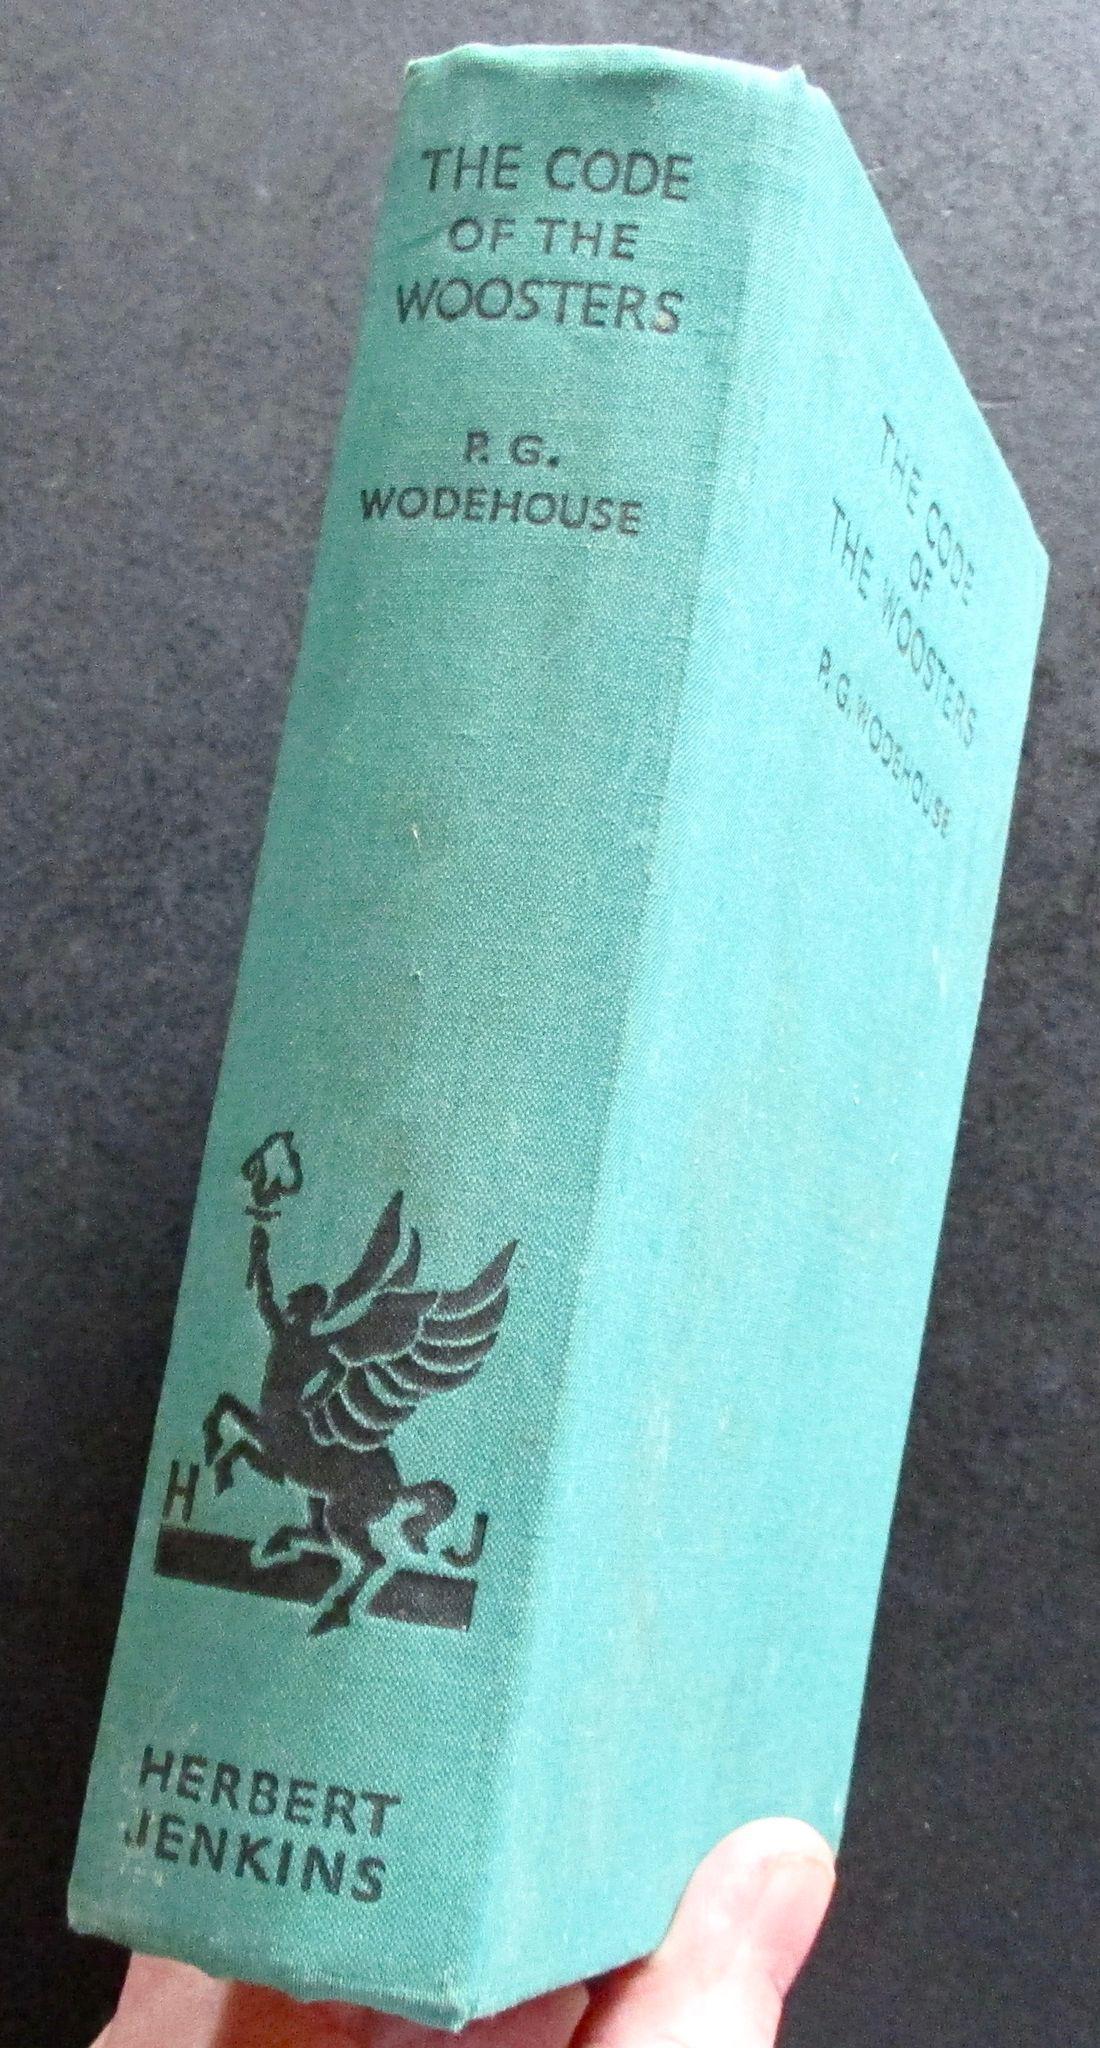 THE CODE
OF THE
WOOSTERS
P. G.
WODEHOUSE
H J
HERBERT
JENKINS
THE CODE
OF
THE WOOSTERS
P. G. WODEHOUSE